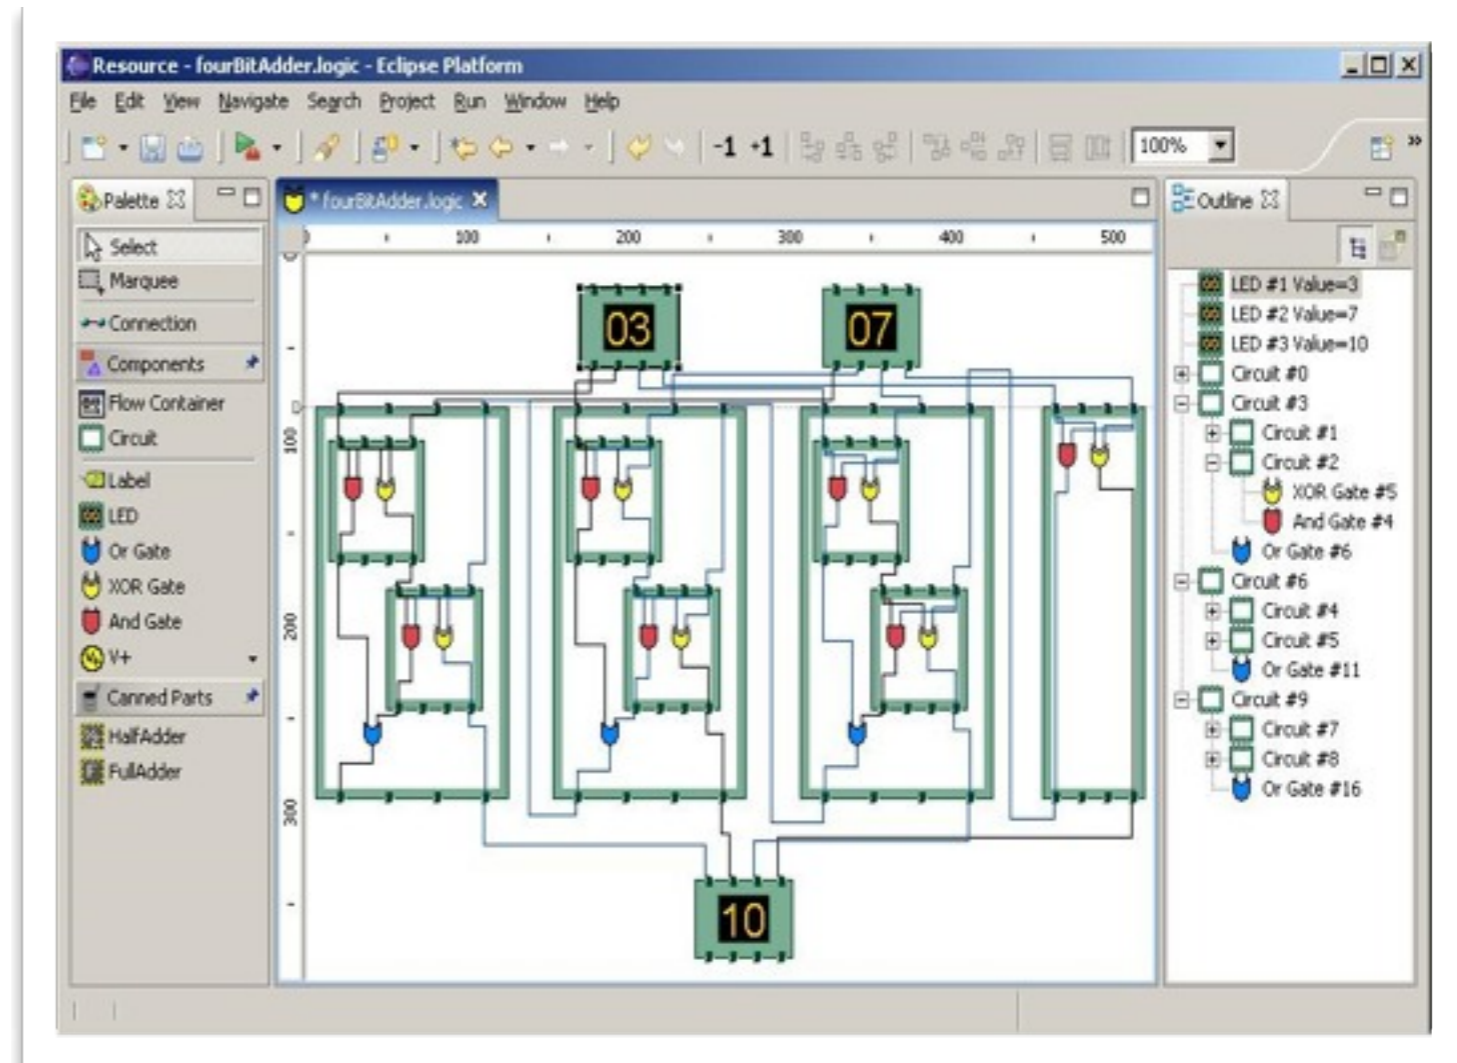 Resource - fourBitAdder.logic - Eclipse Platform
File Edit View Navigate Search Project Run Window Help
-1 +1 100% »
Palette
* fourBitAdder.logic
Outline
Select
Marquee
Connection
Components
Flow Container
Circuit
Label
LED
Or Gate
XOR Gate
And Gate
V+
Canned Parts
HalfAdder
FullAdder
0 100 200 300 400 500
0
100
200
300
03
07
10
LED #1 Value=3
LED #2 Value=7
LED #3 Value=10
Circuit #0
Circuit #3
Circuit #1
Circuit #2
XOR Gate #5
And Gate #4
Or Gate #6
Circuit #6
Circuit #4
Circuit #5
Or Gate #11
Circuit #9
Circuit #7
Circuit #8
Or Gate #16